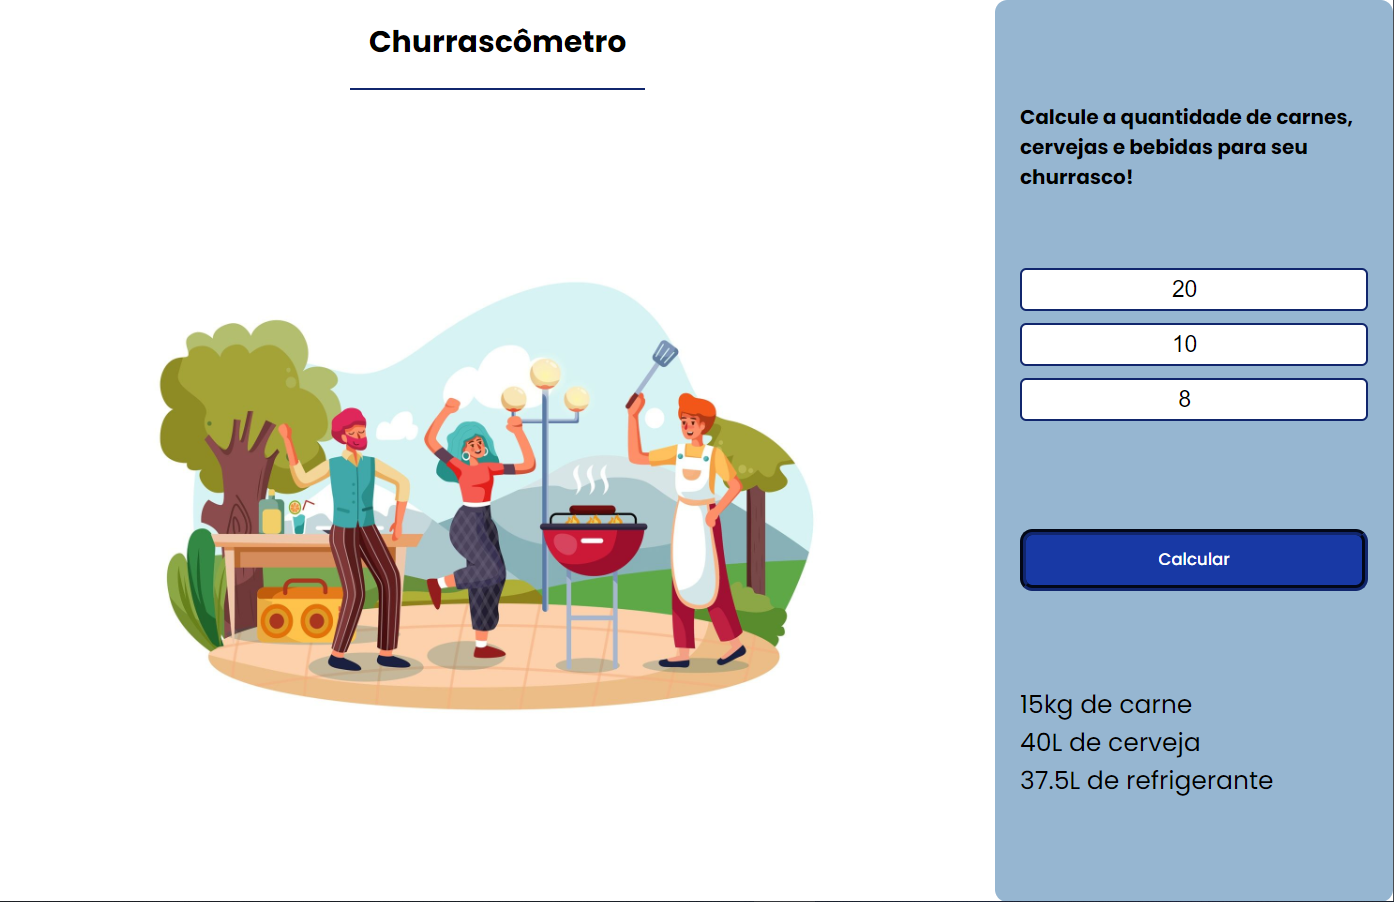 Churrascômetro
Calcule a quantidade de carnes,
cervejas e bebidas para seu
churrasco!
20
10
8
Calcular
15kg de carne
40L de cerveja
37.5L de refrigerante